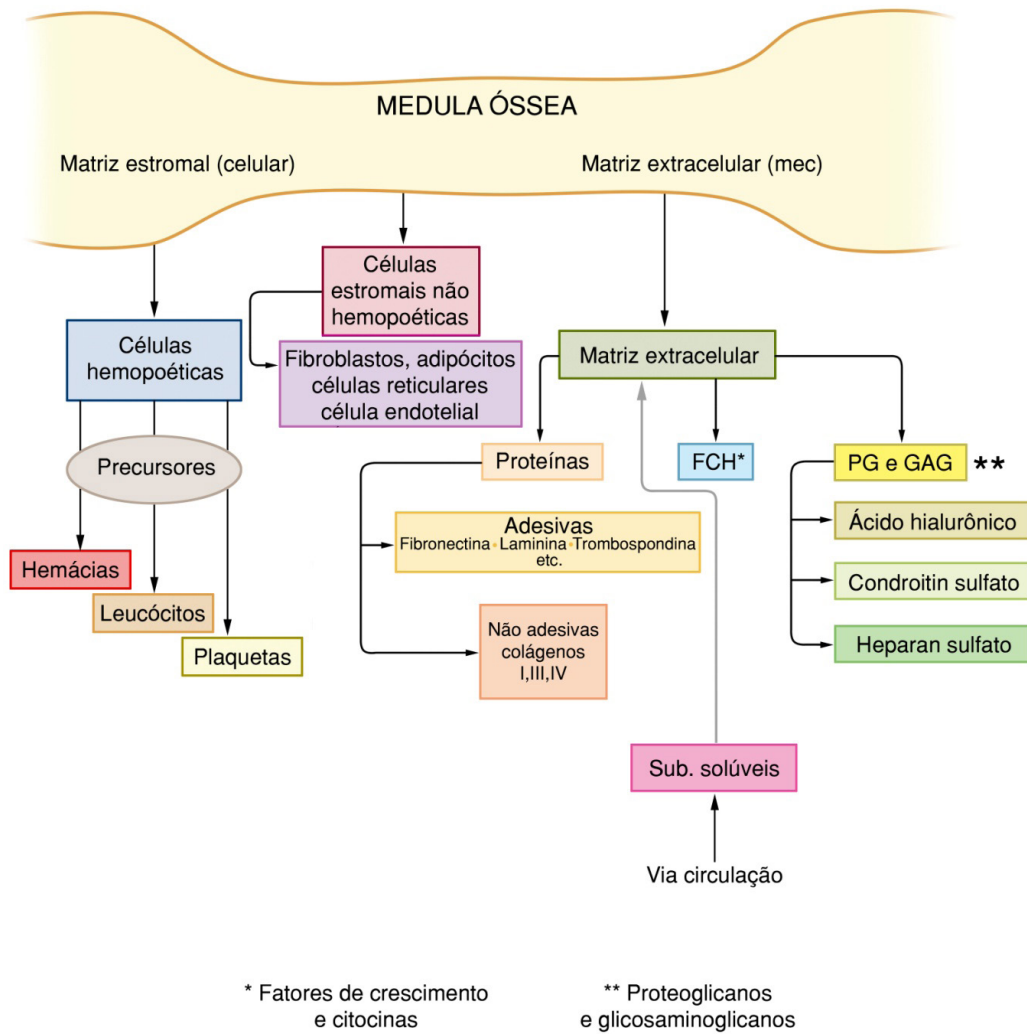 MEDULA ÓSSEA
Matriz estromal (celular)
Matriz extracelular (mec)
Células
estromais não
hemopoéticas
Células
hemopoéticas
Fibroblastos, adipócitos
células reticulares
célula endotelial
Matriz extracelular
Precursores
Proteínas
FCH*
PG e GAG **
Adesivas
Fibronectina • Laminina • Trombospondina
etc.
Ácido hialurônico
Condroitin sulfato
Heparan sulfato
Hemácias
Leucócitos
Plaquetas
Não adesivas
colágenos
I,III,IV
Sub. solúveis
Via circulação
* Fatores de crescimento
e citocinas
** Proteoglicanos
e glicosaminoglicanos